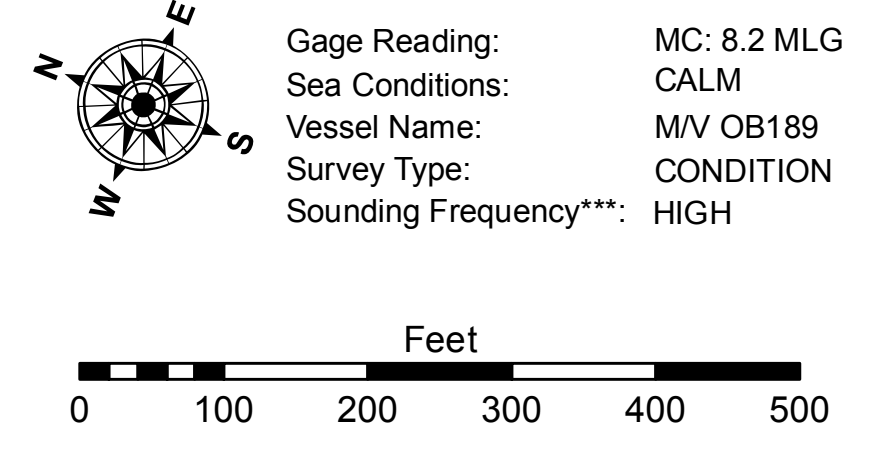 E
N
S
W
Gage Reading: MC: 8.2 MLG
Sea Conditions: CALM
Vessel Name: M/V OB189
Survey Type: CONDITION
Sounding Frequency***: HIGH
Feet
0 100 200 300 400 500